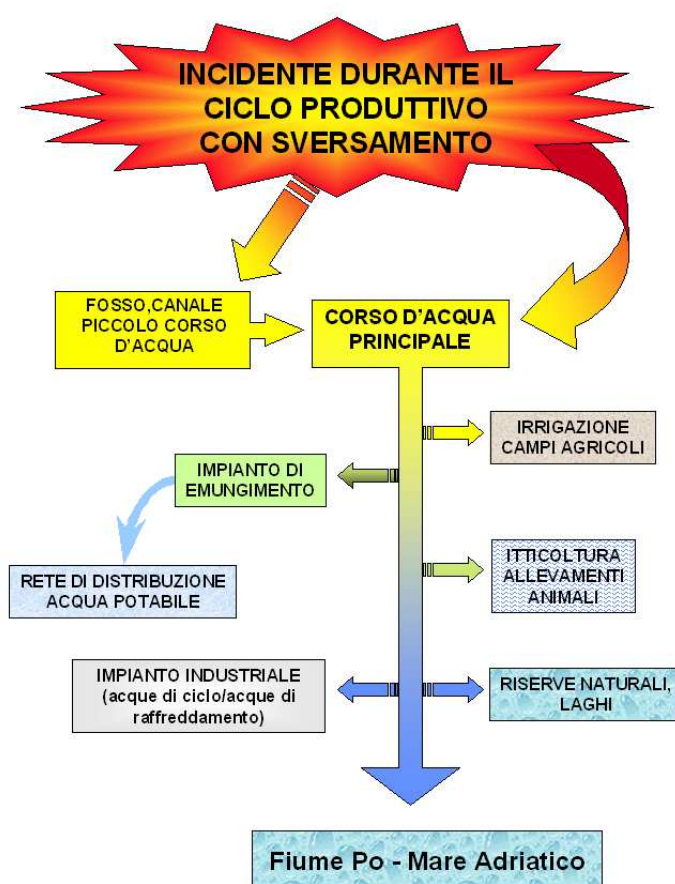 INCIDENTE DURANTE IL
CICLO PRODUTTIVO
CON SVERSAMENTO
FOSSO,CANALE
PICCOLO CORSO
D'ACQUA
CORSO D'ACQUA
PRINCIPALE
IRRIGAZIONE
CAMPI AGRICOLI
IMPIANTO DI
EMUNGIMENTO
ITTICOLTURA
ALLEVAMENTI
ANIMALI
RETE DI DISTRIBUZIONE
ACQUA POTABILE
IMPIANTO INDUSTRIALE
(acque di ciclo/acque di
raffreddamento)
RISERVE NATURALI,
LAGHI
Fiume Po - Mare Adriatico